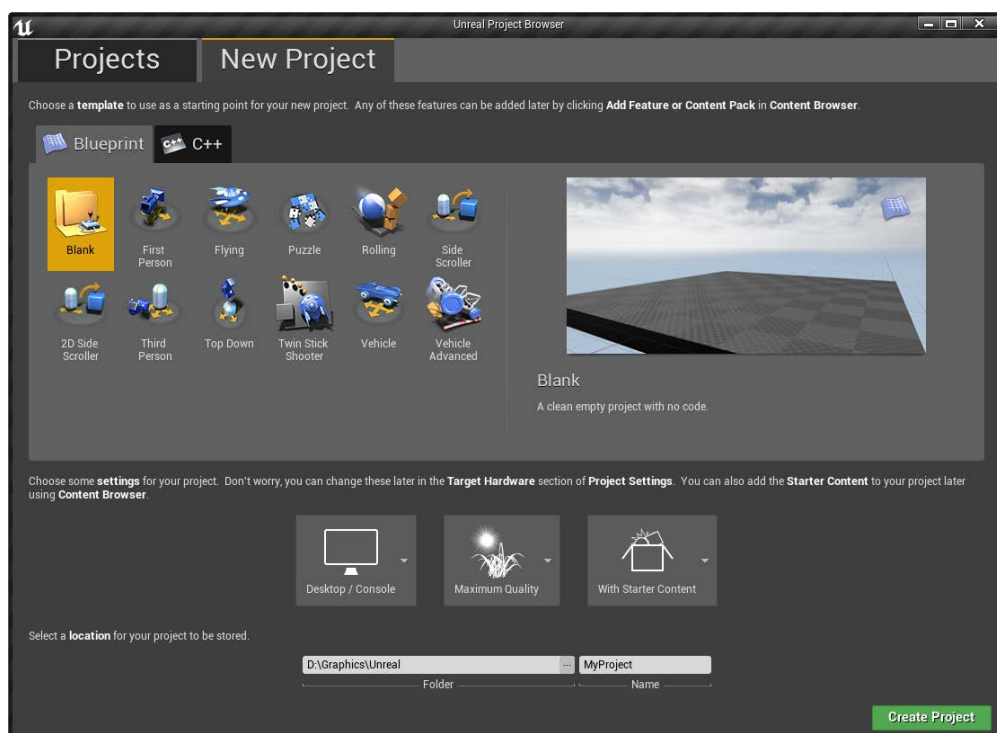 Unreal Project Browser
Projects
New Project
Choose a template to use as a starting point for your new project. Any of these features can be added later by clicking Add Feature or Content Pack in Content Browser.
Blueprint
C++
Blank
First
Person
Flying
Puzzle
Rolling
Side
Scroller
2D Side
Scroller
Third
Person
Top Down
Twin Stick
Shooter
Vehicle
Vehicle
Advanced
Blank
A clean empty project with no code.
Choose some settings for your project. Don't worry, you can change these later in the Target Hardware section of Project Settings. You can also add the Starter Content to your project later
using Content Browser.
Desktop / Console
Maximum Quality
With Starter Content
Select a location for your project to be stored.
D:\Graphics\Unreal
...
MyProject
Folder
Name
Create Project